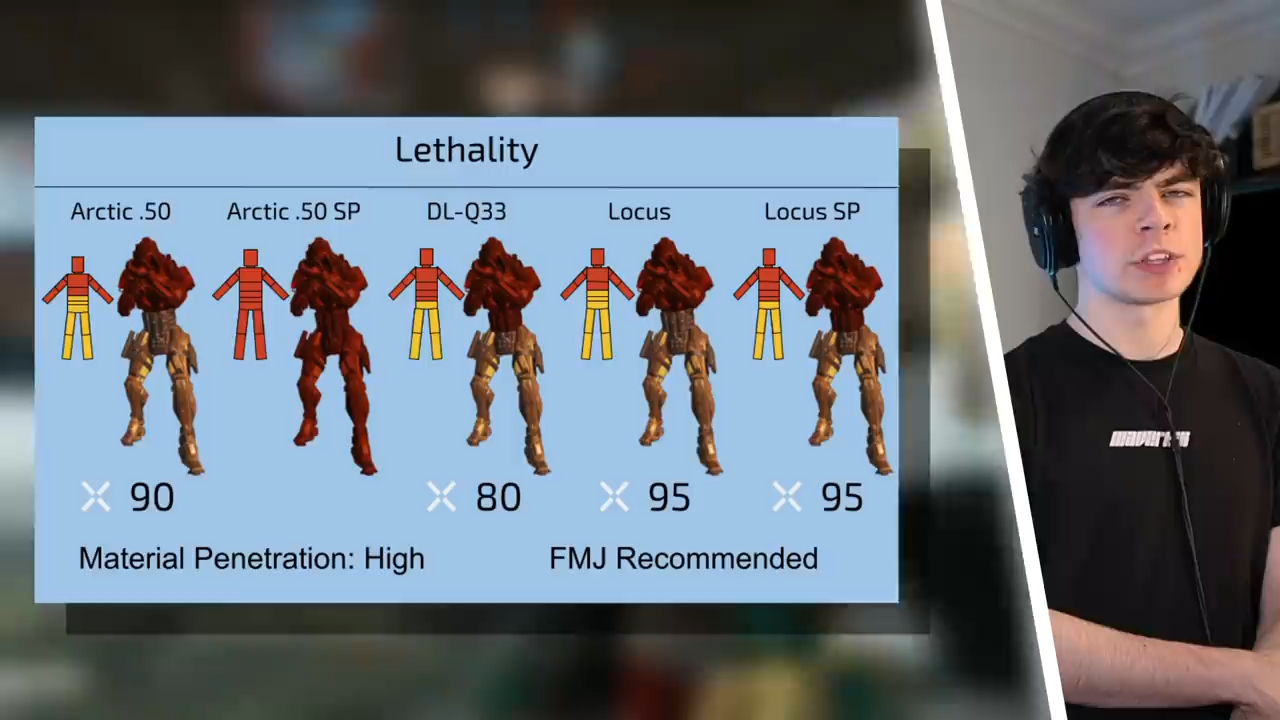 Lethality
Arctic .50 Arctic .50 SP DL-Q33 Locus Locus SP
90 80 95 95
Material Penetration: High FMJ Recommended